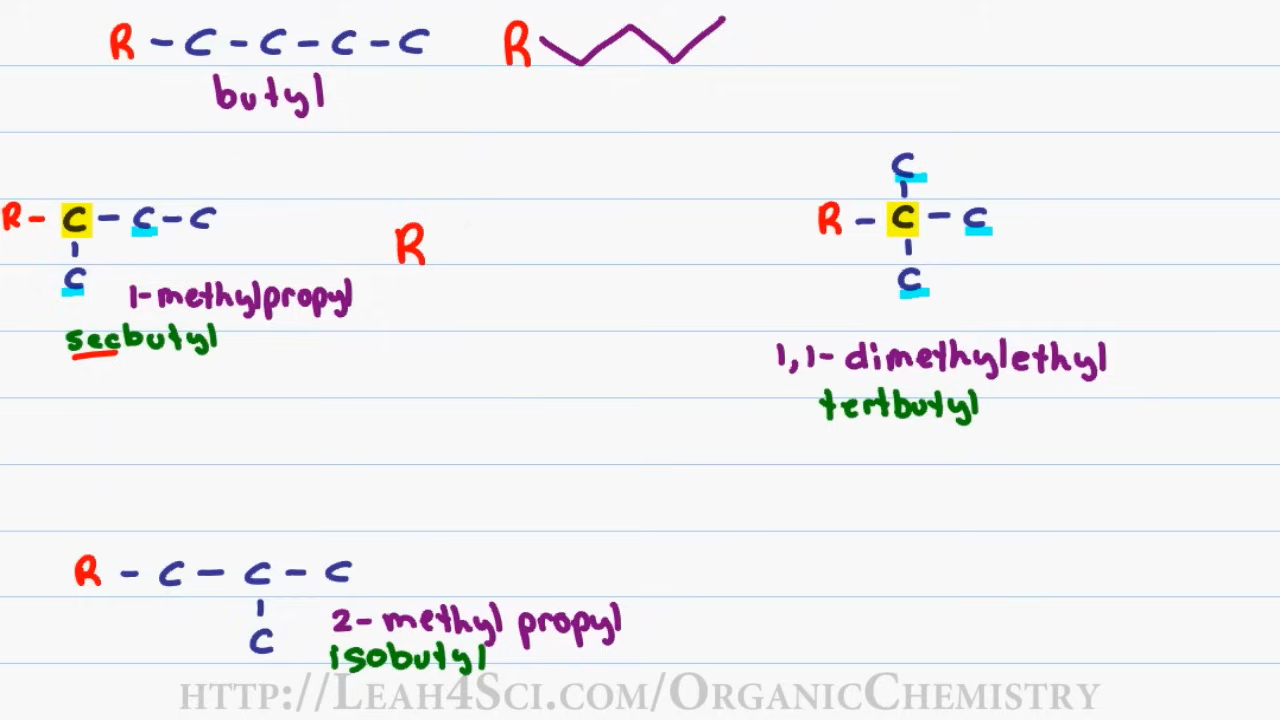 R - C - C - C - C R
butyl
C
R - C - C - C R - C - C
R
C C
1-methylpropyl
secbutyl
1,1- dimethylethyl
tertbutyl
R - C - C - C
C
2- methyl propyl
isobutyl
http://Leah4Sci.com/OrganicChemistry